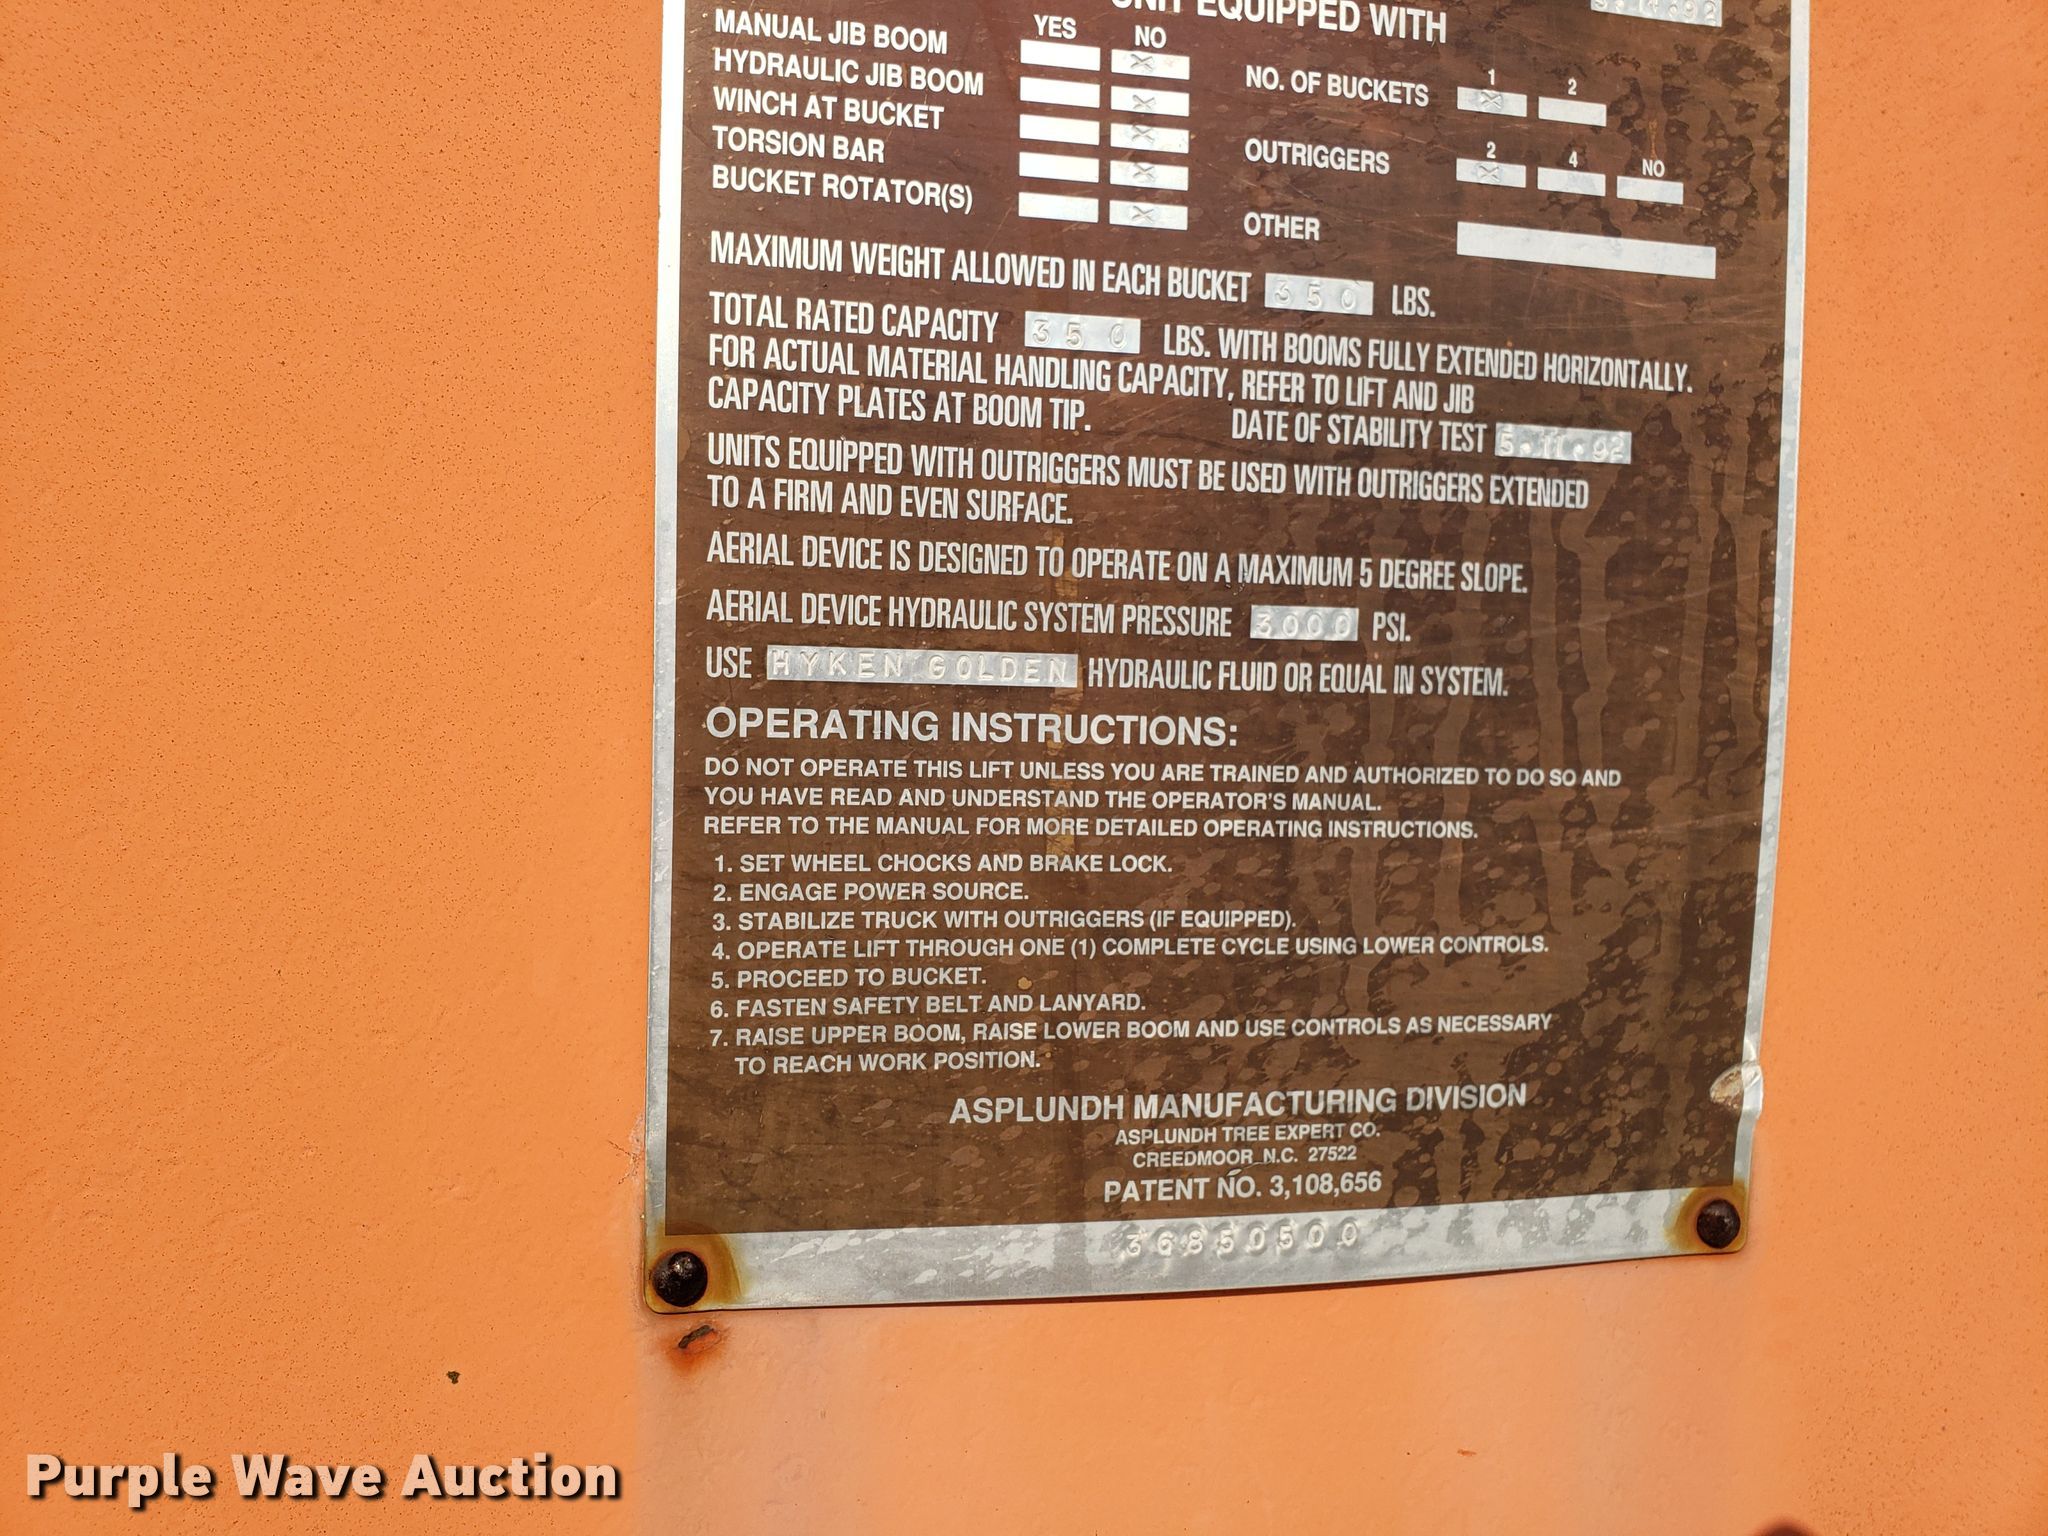 UNIT EQUIPPED WITH
YES NO
MANUAL JIB BOOM X
HYDRAULIC JIB BOOM X
WINCH AT BUCKET X
TORSION BAR X
BUCKET ROTATOR(S) X
1 2
NO. OF BUCKETS X
2 4 NO
OUTRIGGERS X
OTHER
MAXIMUM WEIGHT ALLOWED IN EACH BUCKET 350 LBS.
TOTAL RATED CAPACITY 350 LBS. WITH BOOMS FULLY EXTENDED HORIZONTALLY.
FOR ACTUAL MATERIAL HANDLING CAPACITY, REFER TO LIFT AND JIB
CAPACITY PLATES AT BOOM TIP. DATE OF STABILITY TEST 5.11.92
UNITS EQUIPPED WITH OUTRIGGERS MUST BE USED WITH OUTRIGGERS EXTENDED
TO A FIRM AND EVEN SURFACE.
AERIAL DEVICE IS DESIGNED TO OPERATE ON A MAXIMUM 5 DEGREE SLOPE.
AERIAL DEVICE HYDRAULIC SYSTEM PRESSURE 3000 PSI.
USE HYKEN GOLDEN HYDRAULIC FLUID OR EQUAL IN SYSTEM.
OPERATING INSTRUCTIONS:
DO NOT OPERATE THIS LIFT UNLESS YOU ARE TRAINED AND AUTHORIZED TO DO SO AND
YOU HAVE READ AND UNDERSTAND THE OPERATOR'S MANUAL.
REFER TO THE MANUAL FOR MORE DETAILED OPERATING INSTRUCTIONS.
1. SET WHEEL CHOCKS AND BRAKE LOCK.
2. ENGAGE POWER SOURCE.
3. STABILIZE TRUCK WITH OUTRIGGERS (IF EQUIPPED).
4. OPERATE LIFT THROUGH ONE (1) COMPLETE CYCLE USING LOWER CONTROLS.
5. PROCEED TO BUCKET.
6. FASTEN SAFETY BELT AND LANYARD.
7. RAISE UPPER BOOM, RAISE LOWER BOOM AND USE CONTROLS AS NECESSARY
TO REACH WORK POSITION.
ASPLUNDH MANUFACTURING DIVISION
ASPLUNDH TREE EXPERT CO.
CREEDMOOR N.C. 27522
PATENT NO. 3,108,656
36850500
Purple Wave Auction